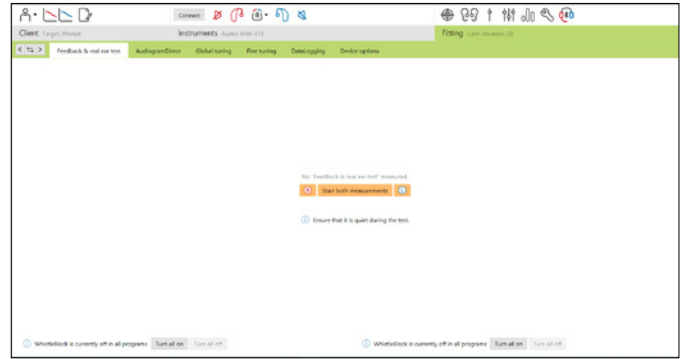 Connect
Client Target, Phonak
Instruments Audéo M90-312
Fitting Calm situation (2)
Feedback & real ear test AudiogramDirect Global tuning Fine tuning DataLogging Device options
No 'Feedback & real ear test' measured.
Start both measurements
Ensure that it is quiet during the test.
WhistleBlock is currently off in all programs Turn all on Turn all off
WhistleBlock is currently off in all programs Turn all on Turn all off